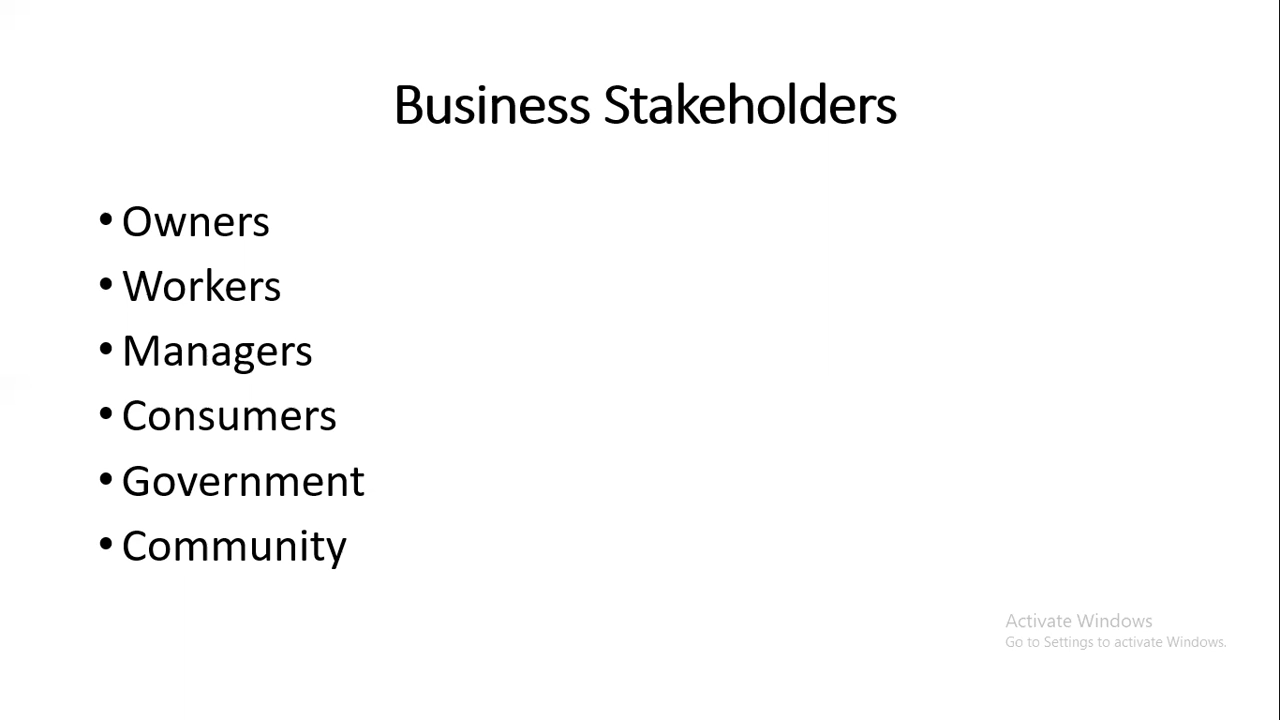 Business Stakeholders
• Owners
• Workers
• Managers
• Consumers
• Government
• Community
Activate Windows
Go to Settings to activate Windows.